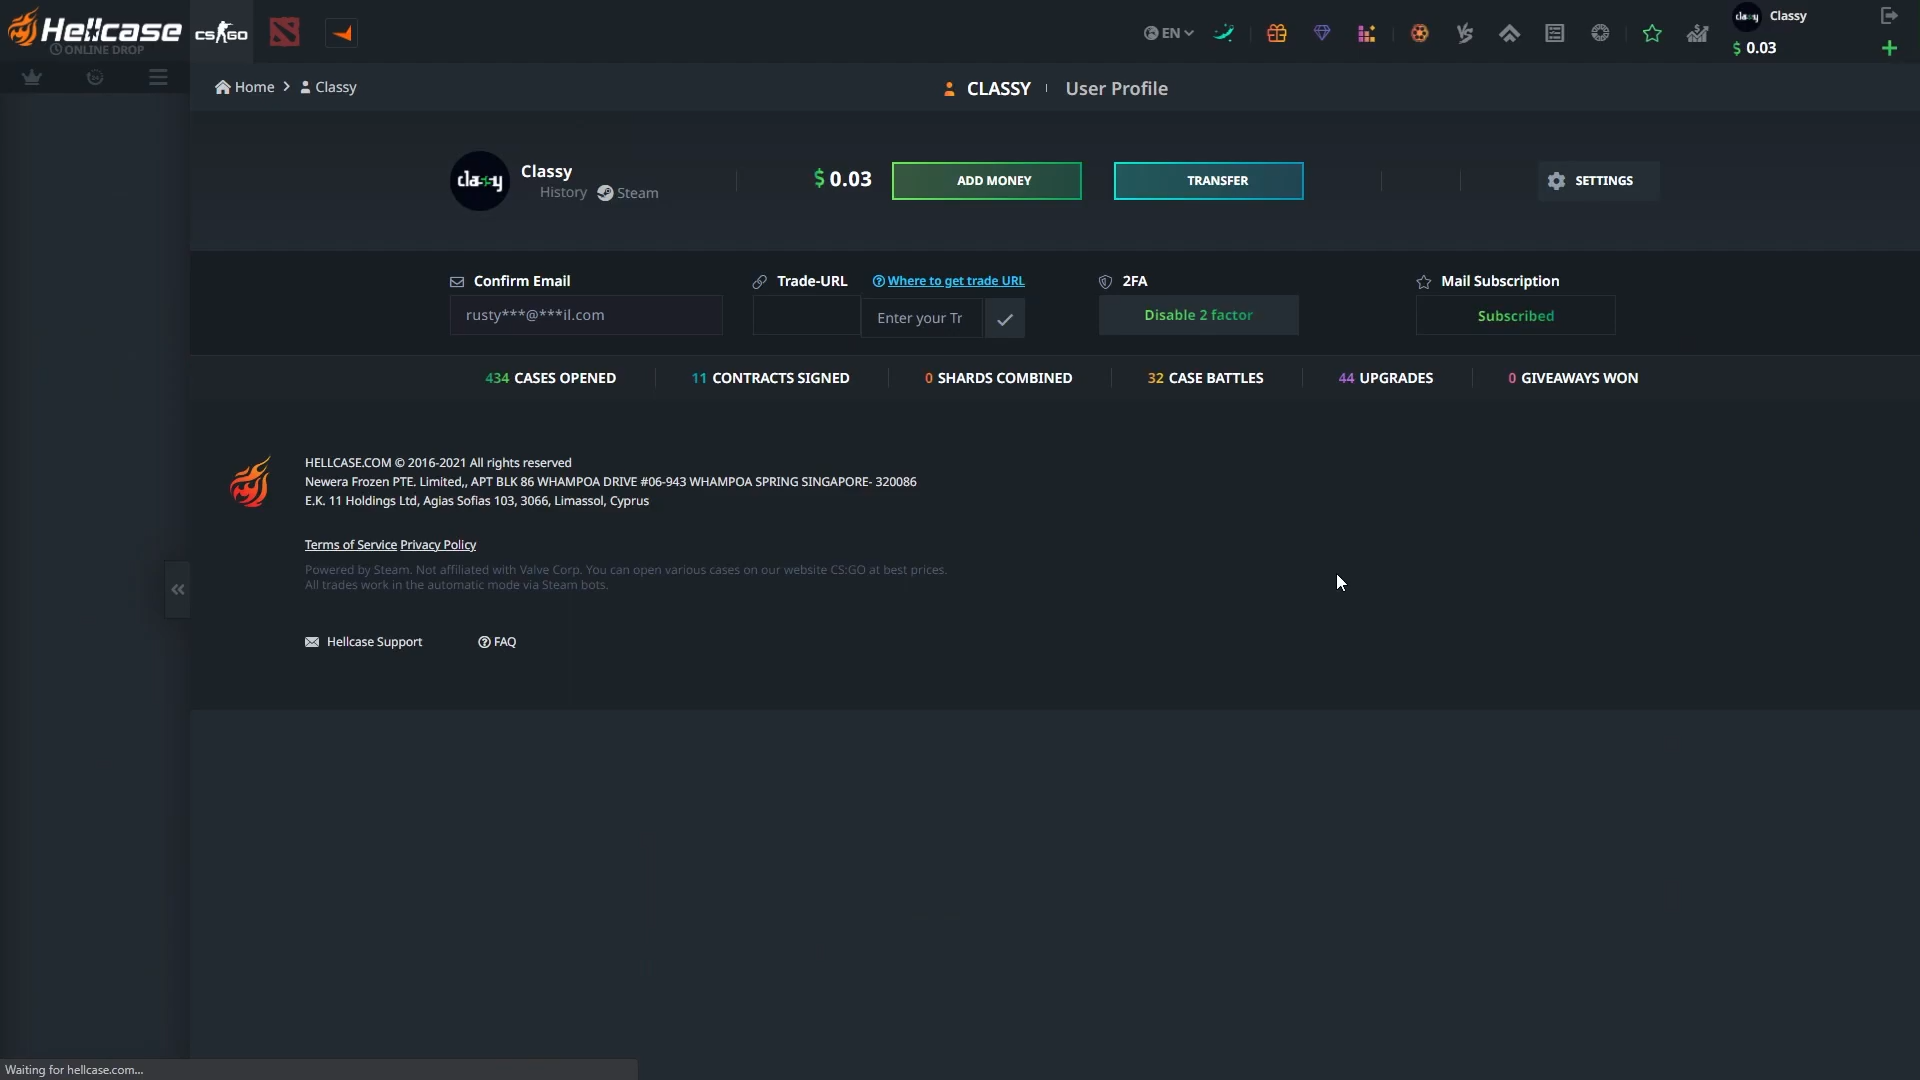 Hellcase
ONLINE DROP
CS GO
EN
Classy
$ 0.03
Home
Classy
CLASSY
User Profile
classy
Classy
History
Steam
$ 0.03
ADD MONEY
TRANSFER
SETTINGS
Confirm Email
Trade-URL
Where to get trade URL
2FA
Mail Subscription
rusty***@***il.com
Enter your Tr
Disable 2 factor
Subscribed
434 CASES OPENED
11 CONTRACTS SIGNED
0 SHARDS COMBINED
32 CASE BATTLES
44 UPGRADES
0 GIVEAWAYS WON
HELLCASE.COM © 2016-2021 All rights reserved
Newera Frozen PTE. Limited,, APT BLK 86 WHAMPOA DRIVE #06-943 WHAMPOA SPRING SINGAPORE- 320086
E.K. 11 Holdings Ltd, Agias Sofias 103, 3066, Limassol, Cyprus
Terms of Service Privacy Policy
Powered by Steam. Not affiliated with Valve Corp. You can open various cases on our website CS:GO at best prices.
All trades work in the automatic mode via Steam bots.
Hellcase Support
FAQ
Waiting for hellcase.com...